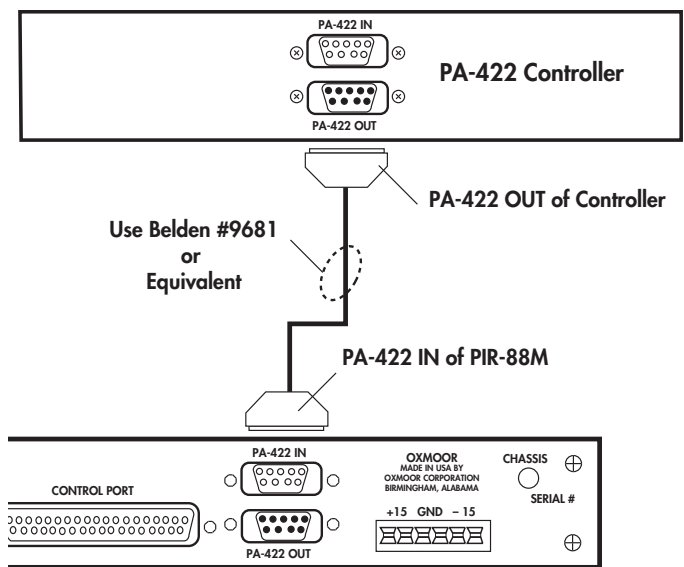 PA-422 IN
PA-422 Controller
PA-422 OUT
PA-422 OUT of Controller
Use Belden #9681
or
Equivalent
PA-422 IN of PIR-88M
PA-422 IN
CONTROL PORT
PA-422 OUT
OXMOOR
MADE IN USA BY
OXMOOR CORPORATION
BIRMINGHAM, ALABAMA
+15 GND – 15
CHASSIS
SERIAL #